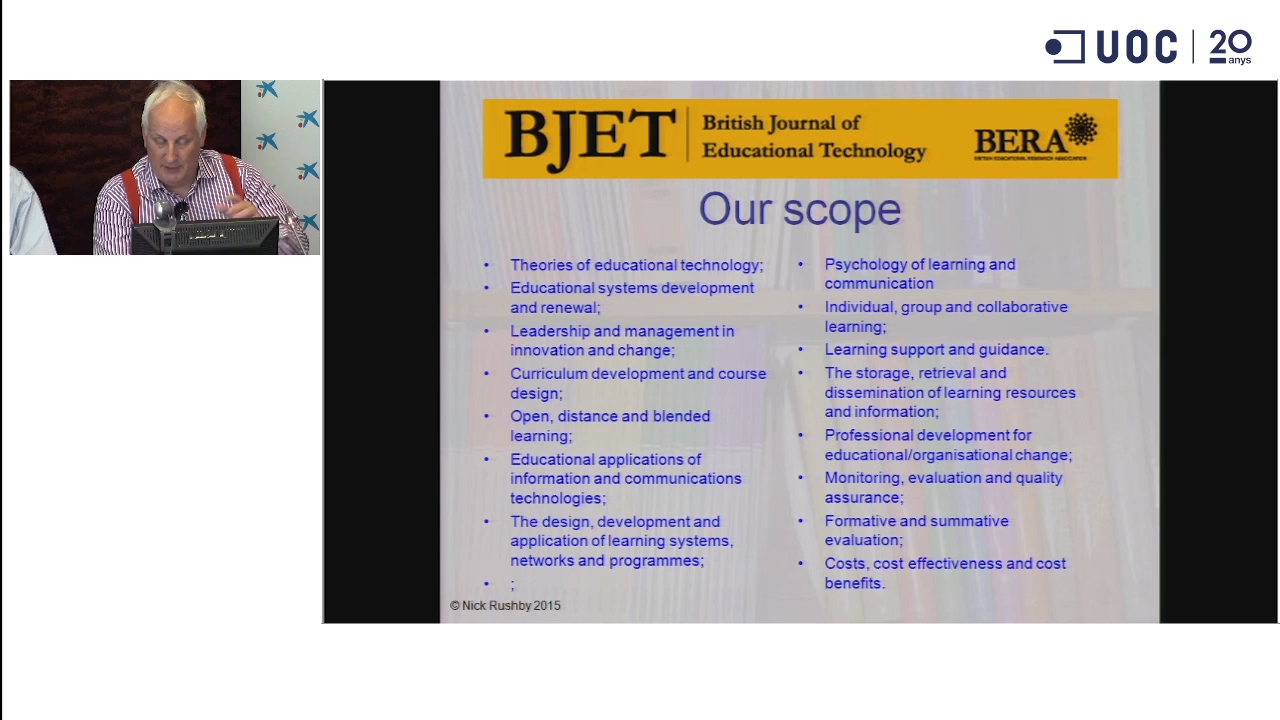 UOC
20
anys
BJET
British Journal of
Educational Technology
BERA
BRITISH EDUCATIONAL RESEARCH ASSOCIATION
Our scope
• Theories of educational technology;
• Educational systems development
and renewal;
• Leadership and management in
innovation and change;
• Curriculum development and course
design;
• Open, distance and blended
learning;
• Educational applications of
information and communications
technologies;
• The design, development and
application of learning systems,
networks and programmes;
• ;
• Psychology of learning and
communication
• Individual, group and collaborative
learning;
• Learning support and guidance.
• The storage, retrieval and
dissemination of learning resources
and information;
• Professional development for
educational/organisational change;
• Monitoring, evaluation and quality
assurance;
• Formative and summative
evaluation;
• Costs, cost effectiveness and cost
benefits.
© Nick Rushby 2015